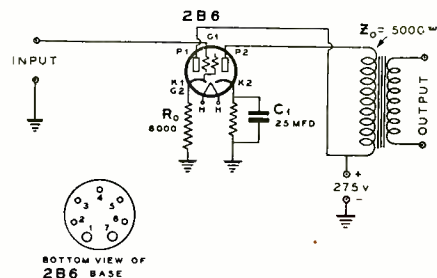 2B6
G1
P1
P2
Z₀= 5000 ω
INPUT
K1
G2
K2
H
H
R₀
8000
C₁
25 MFD
OUTPUT
+
275 v
-
4
3
5
2
6
1
7
BOTTOM VIEW OF
2B6 BASE